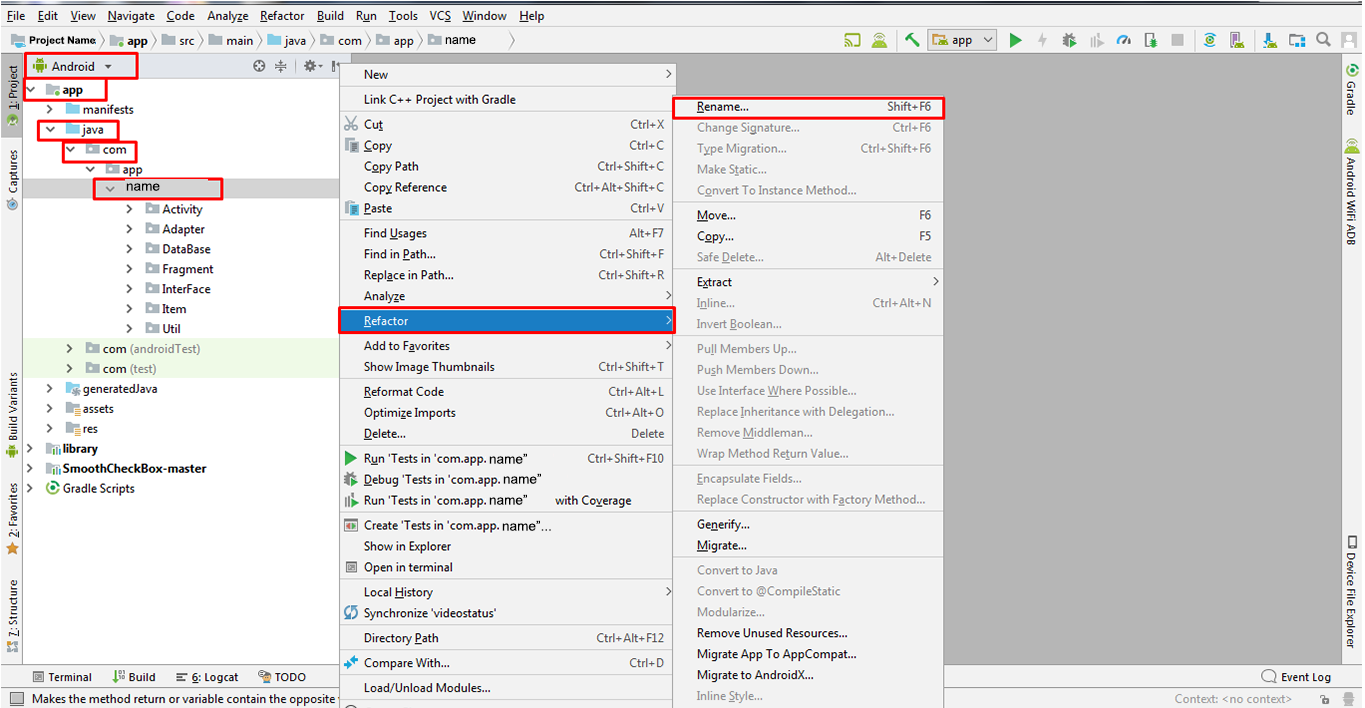 File Edit View Navigate Code Analyze Refactor Build Run Tools VCS Window Help
Project Name app src main java com app name
app
1: Project
Captures
Build Variants
2: Favorites
7: Structure
Android
app
manifests
java
com
app
name
Activity
Adapter
DataBase
Fragment
InterFace
Item
Util
com (androidTest)
com (test)
generatedJava
assets
res
library
SmoothCheckBox-master
Gradle Scripts
New
Link C++ Project with Gradle
Cut Ctrl+X
Copy Ctrl+C
Copy Path Ctrl+Shift+C
Copy Reference Ctrl+Alt+Shift+C
Paste Ctrl+V
Find Usages Alt+F7
Find in Path... Ctrl+Shift+F
Replace in Path... Ctrl+Shift+R
Analyze
Refactor
Add to Favorites
Show Image Thumbnails Ctrl+Shift+T
Reformat Code Ctrl+Alt+L
Optimize Imports Ctrl+Alt+O
Delete... Delete
Run 'Tests in 'com.app. name" Ctrl+Shift+F10
Debug 'Tests in 'com.app. name"
Run 'Tests in 'com.app. name" with Coverage
Create 'Tests in 'com.app. name"...
Show in Explorer
Open in terminal
Local History
Synchronize 'videostatus'
Directory Path Ctrl+Alt+F12
Compare With... Ctrl+D
Load/Unload Modules...
Rename... Shift+F6
Change Signature... Ctrl+F6
Type Migration... Ctrl+Shift+F6
Make Static...
Convert To Instance Method...
Move... F6
Copy... F5
Safe Delete... Alt+Delete
Extract
Inline... Ctrl+Alt+N
Invert Boolean...
Pull Members Up...
Push Members Down...
Use Interface Where Possible...
Replace Inheritance with Delegation...
Remove Middleman...
Wrap Method Return Value...
Encapsulate Fields...
Replace Constructor with Factory Method...
Generify...
Migrate...
Convert to Java
Convert to @CompileStatic
Modularize...
Remove Unused Resources...
Migrate App To AppCompat...
Migrate to AndroidX...
Inline Style...
Gradle
Android WiFi ADB
Device File Explorer
Terminal Build 6: Logcat TODO Event Log
Makes the method return or variable contain the opposite Context: <no context>